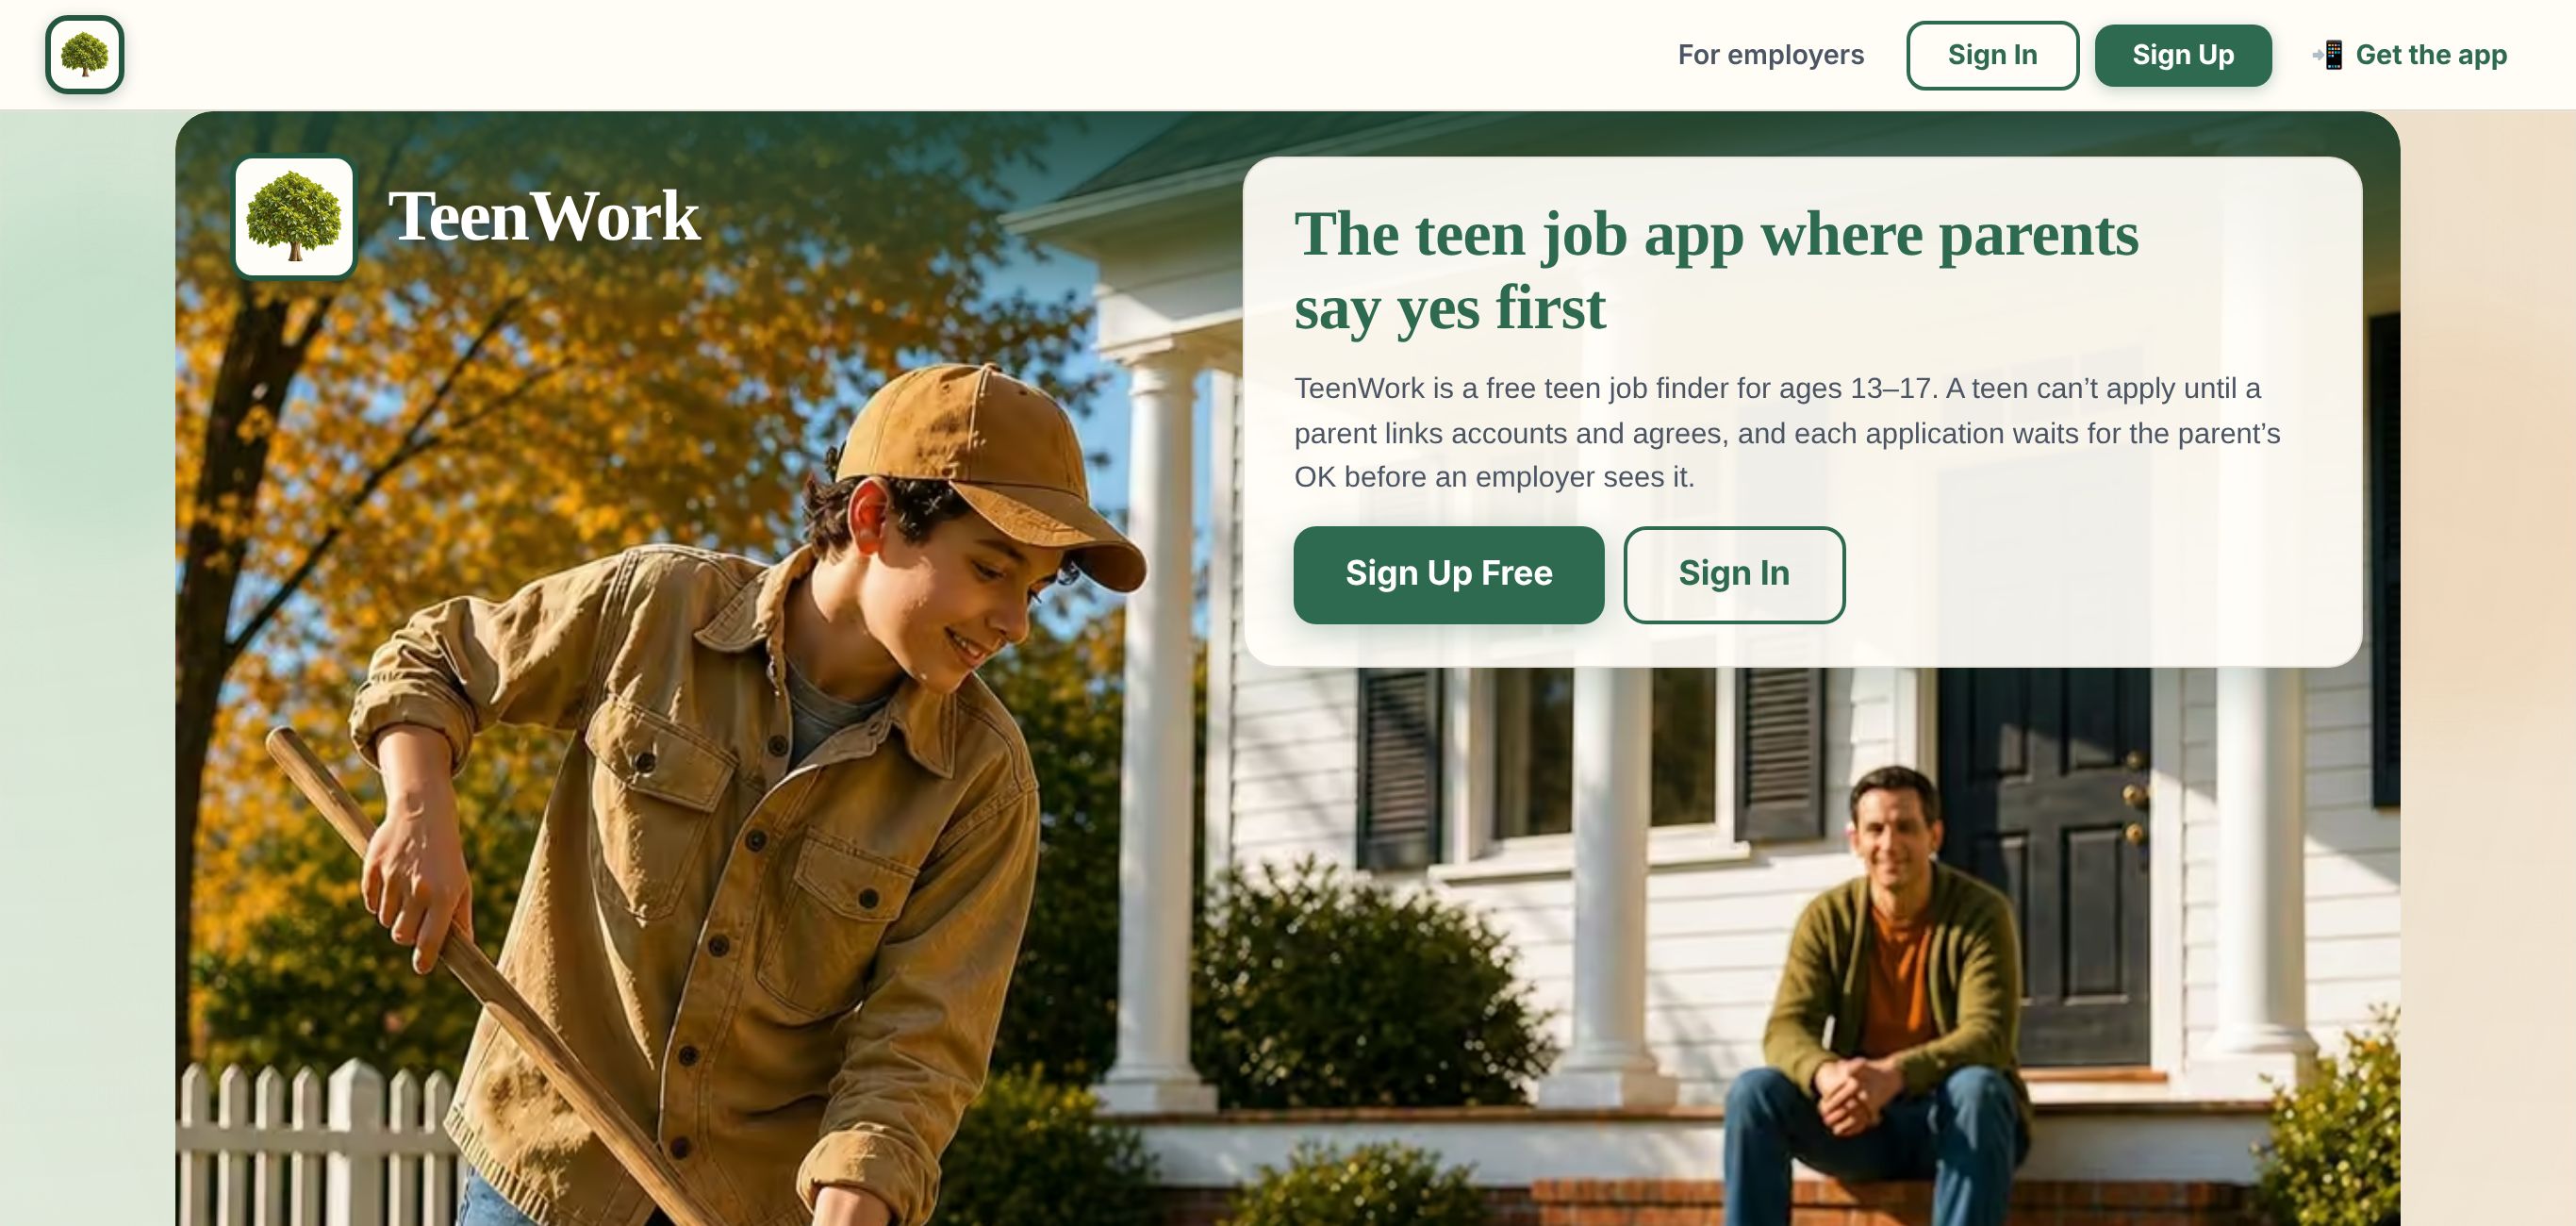 For employers
Sign In
Sign Up
Get the app
TeenWork
The teen job app where parents
say yes first
TeenWork is a free teen job finder for ages 13–17. A teen can’t apply until a
parent links accounts and agrees, and each application waits for the parent’s
OK before an employer sees it.
Sign Up Free
Sign In